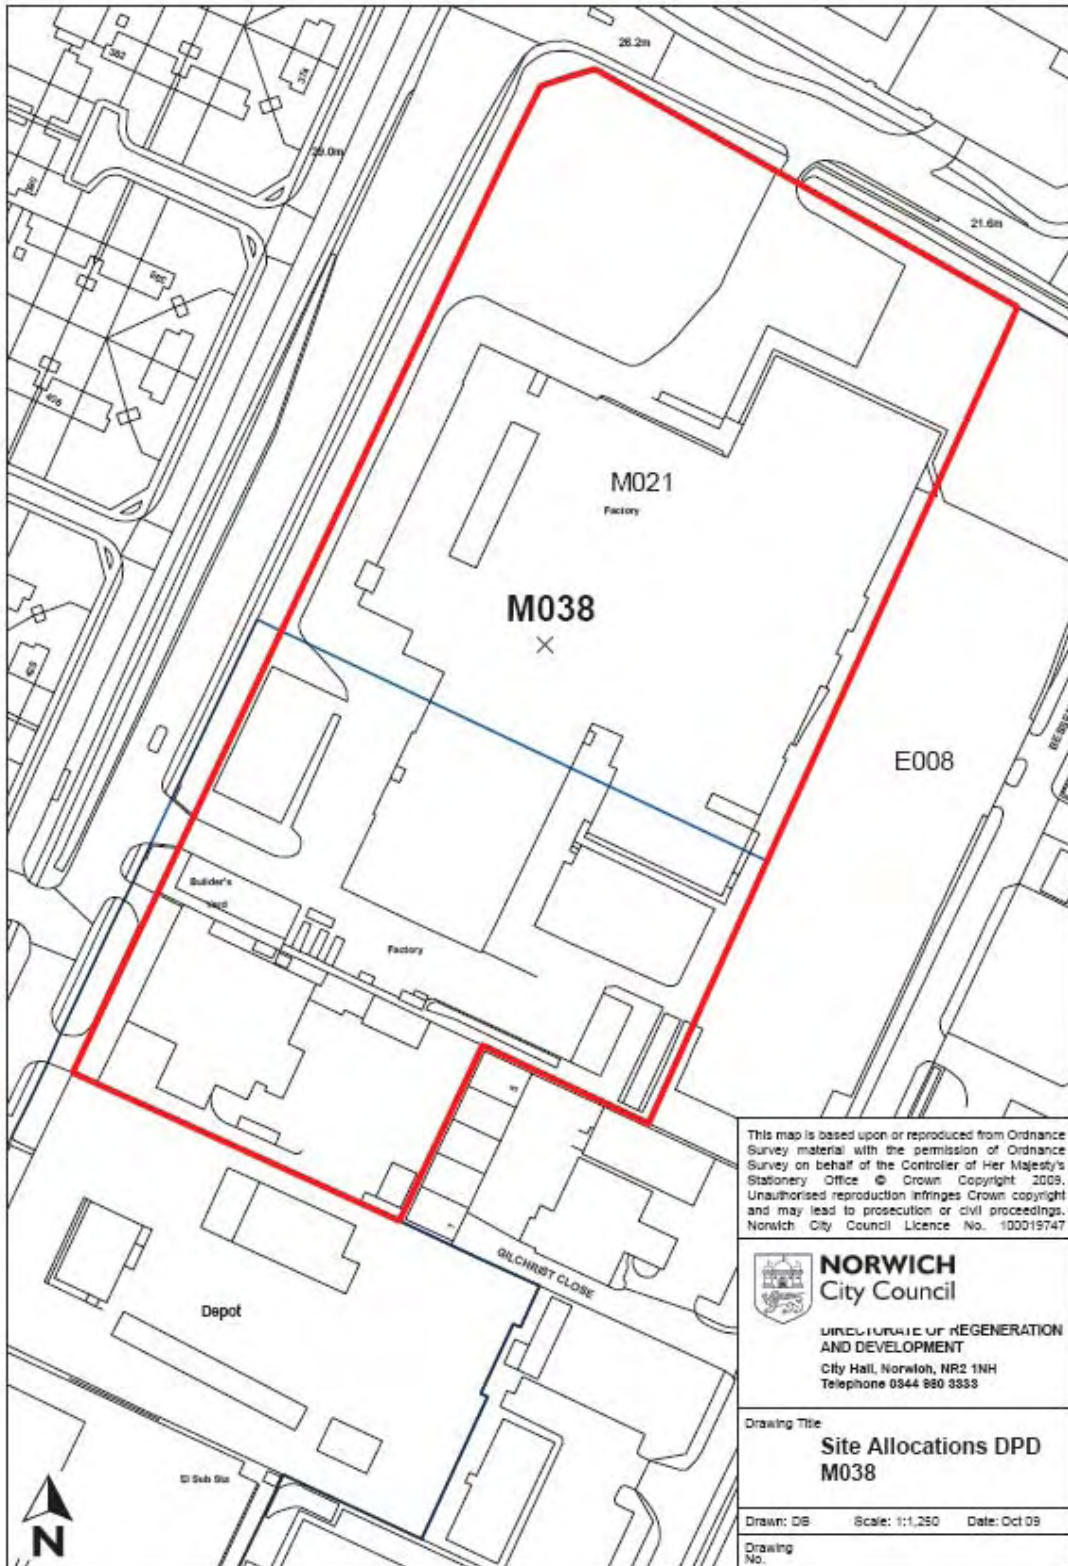 26.2m
382
374
29.0m
21.6m
M021
Factory
M038
E008
Builder's
Yard
Factory
5
1
GILCHRIST CLOSE
Depot
El Sub Sta
N
This map is based upon or reproduced from Ordnance
Survey material with the permission of Ordnance
Survey on behalf of the Controller of Her Majesty's
Stationery Office © Crown Copyright 2009.
Unauthorised reproduction infringes Crown copyright
and may lead to prosecution or civil proceedings.
Norwich City Council Licence No. 100019747
NORWICH
City Council
DIRECTORATE OF REGENERATION
AND DEVELOPMENT
City Hall, Norwich, NR2 1NH
Telephone 0344 980 3333
Drawing Title
Site Allocations DPD
M038
Drawn: DB Scale: 1:1,250 Date: Oct 09
Drawing
No.